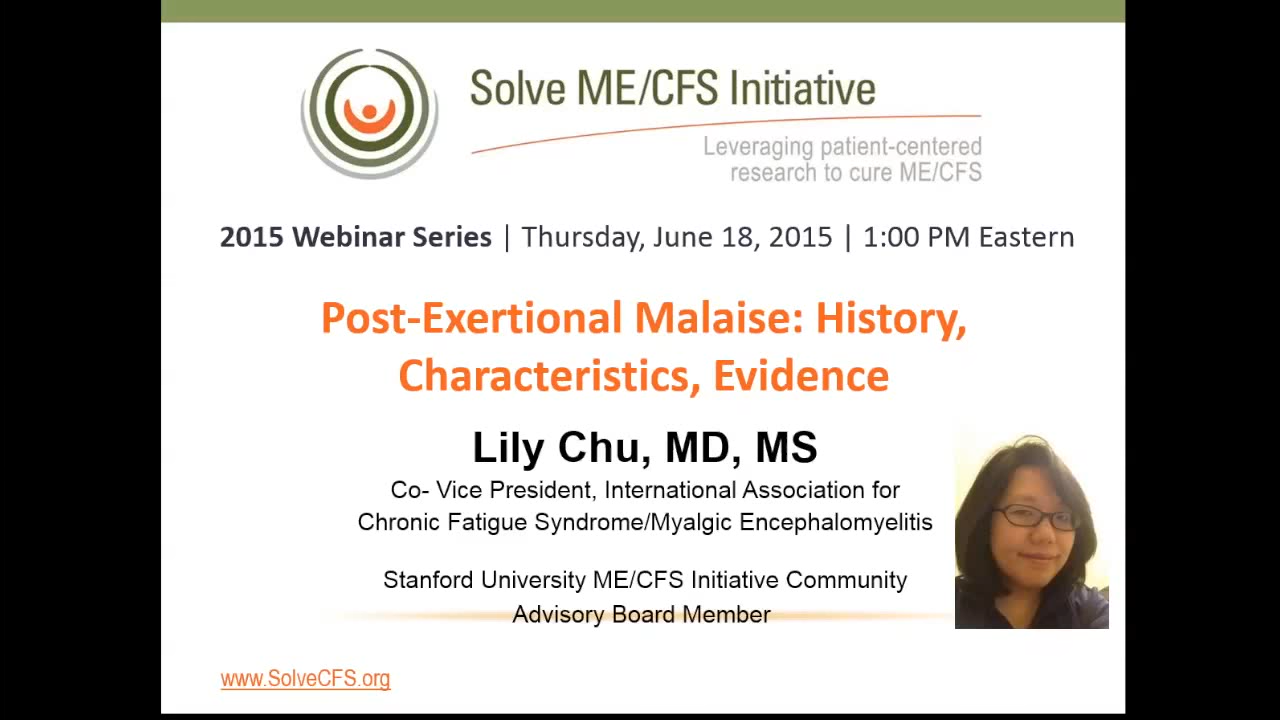 Solve ME/CFS Initiative
Leveraging patient-centered
research to cure ME/CFS
2015 Webinar Series | Thursday, June 18, 2015 | 1:00 PM Eastern
Post-Exertional Malaise: History,
Characteristics, Evidence
Lily Chu, MD, MS
Co- Vice President, International Association for
Chronic Fatigue Syndrome/Myalgic Encephalomyelitis
Stanford University ME/CFS Initiative Community
Advisory Board Member
www.SolveCFS.org